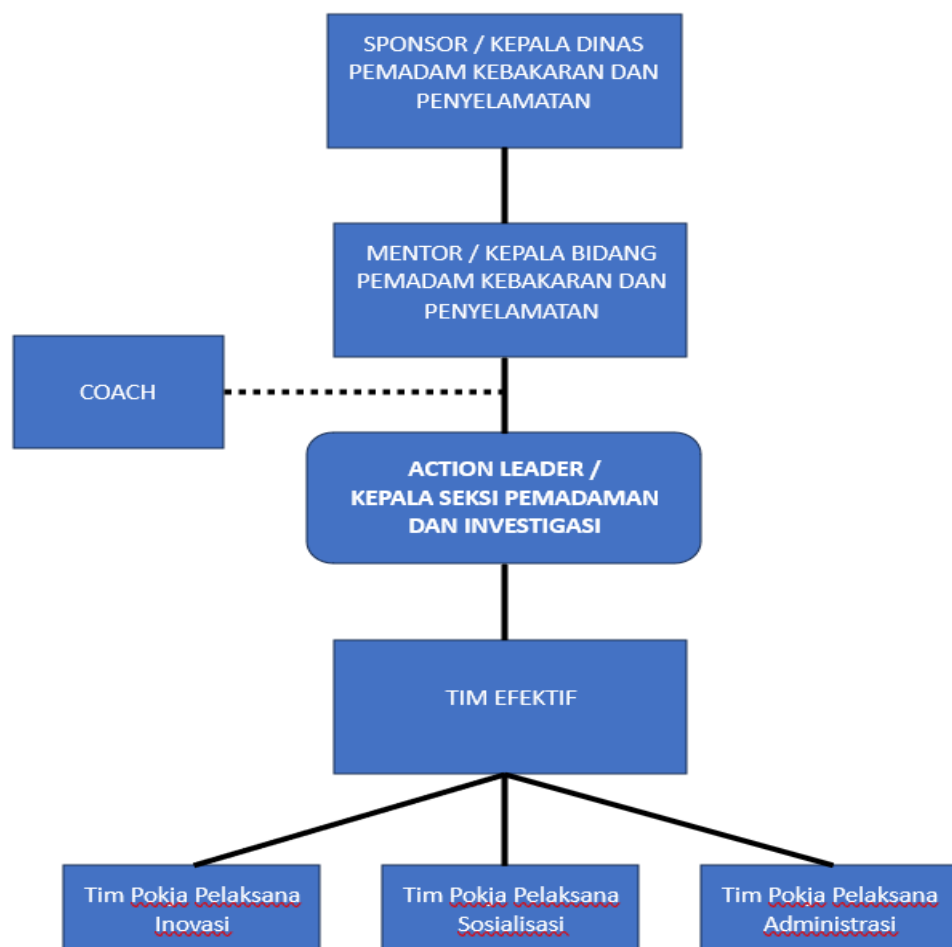 SPONSOR / KEPALA DINAS
PEMADAM KEBAKARAN DAN
PENYELAMATAN
MENTOR / KEPALA BIDANG
PEMADAM KEBAKARAN DAN
PENYELAMATAN
COACH
ACTION LEADER /
KEPALA SEKSI PEMADAMAN
DAN INVESTIGASI
TIM EFEKTIF
Tim Pokja Pelaksana
Inovasi
Tim Pokja Pelaksana
Sosialisasi
Tim Pokja Pelaksana
Administrasi